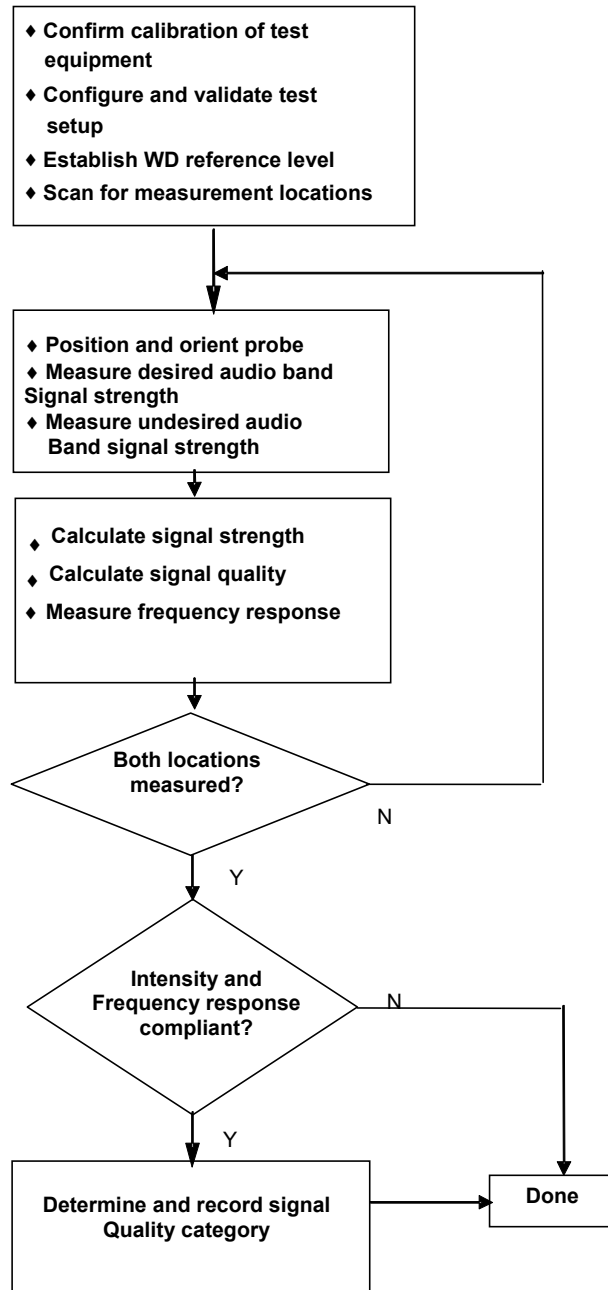 ♦ Confirm calibration of test
equipment
♦ Configure and validate test
setup
♦ Establish WD reference level
♦ Scan for measurement locations
♦ Position and orient probe
♦ Measure desired audio band
Signal strength
♦ Measure undesired audio
Band signal strength
♦ Calculate signal strength
♦ Calculate signal quality
♦ Measure frequency response
Both locations
measured?
N
Y
Intensity and
Frequency response
compliant?
N
Y
Determine and record signal
Quality category
Done